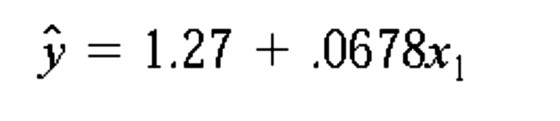 ŷ = 1.27 + .0678x₁